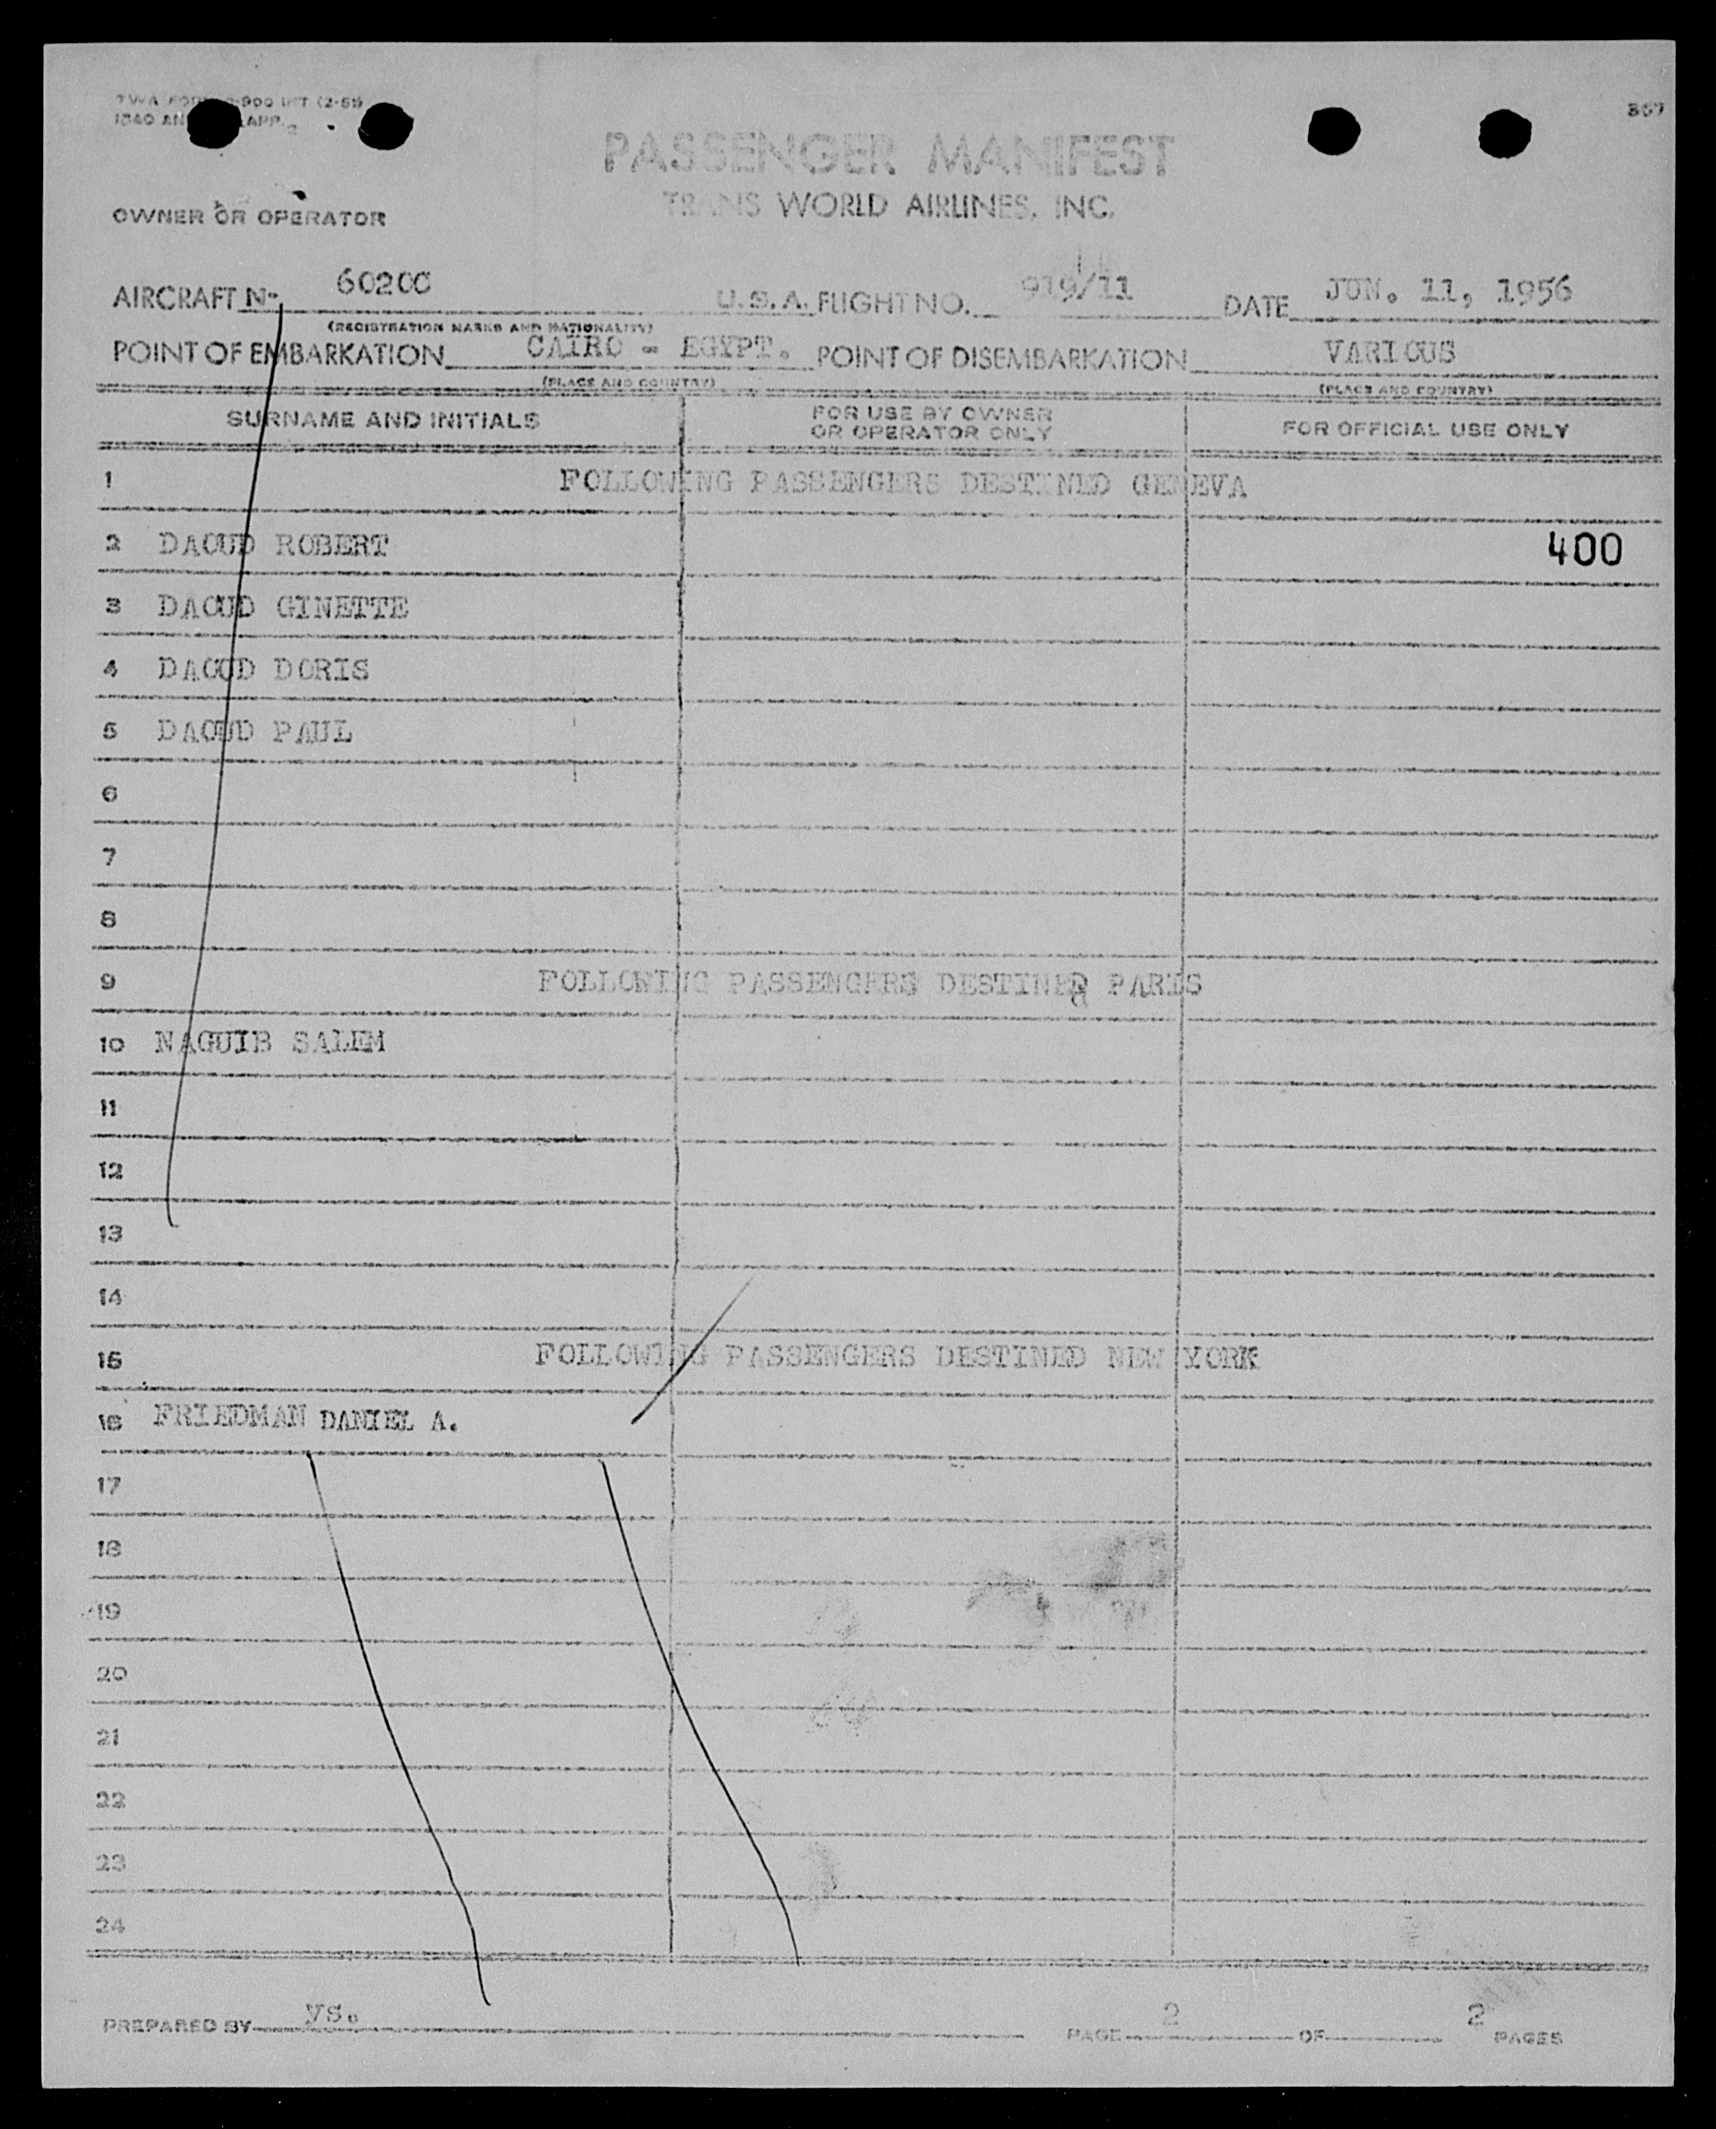 367
PASSENGER MANIFEST
TRANS WORLD AIRLINES, INC.
OWNER OR OPERATOR
AIRCRAFT N- 6020C U.S.A. FLIGHT NO. 919/11 DATE JUN. 11, 1956
(REGISTRATION MARKS AND NATIONALITY)
POINT OF EMBARKATION CAIRO - EGYPT. POINT OF DISEMBARKATION VARIOUS
(PLACE AND COUNTRY) (PLACE AND COUNTRY)
SURNAME AND INITIALS FOR USE BY OWNER OR OPERATOR ONLY FOR OFFICIAL USE ONLY
1 FOLLOWING PASSENGERS DESTINED GENEVA
2 DAOUD ROBERT 400
3 DAOUD GINETTE
4 DAOUD DORIS
5 DAOUD PAUL
6
7
8
9 FOLLOWING PASSENGERS DESTINED PARIS
10 NAGUIB SALEM
11
12
13
14
15 FOLLOWING PASSENGERS DESTINED NEW YORK
16 FRIEDMAN DANIEL A.
17
18
19
20
21
22
23
24
PREPARED BY ys. PAGE 2 OF 2 PAGES